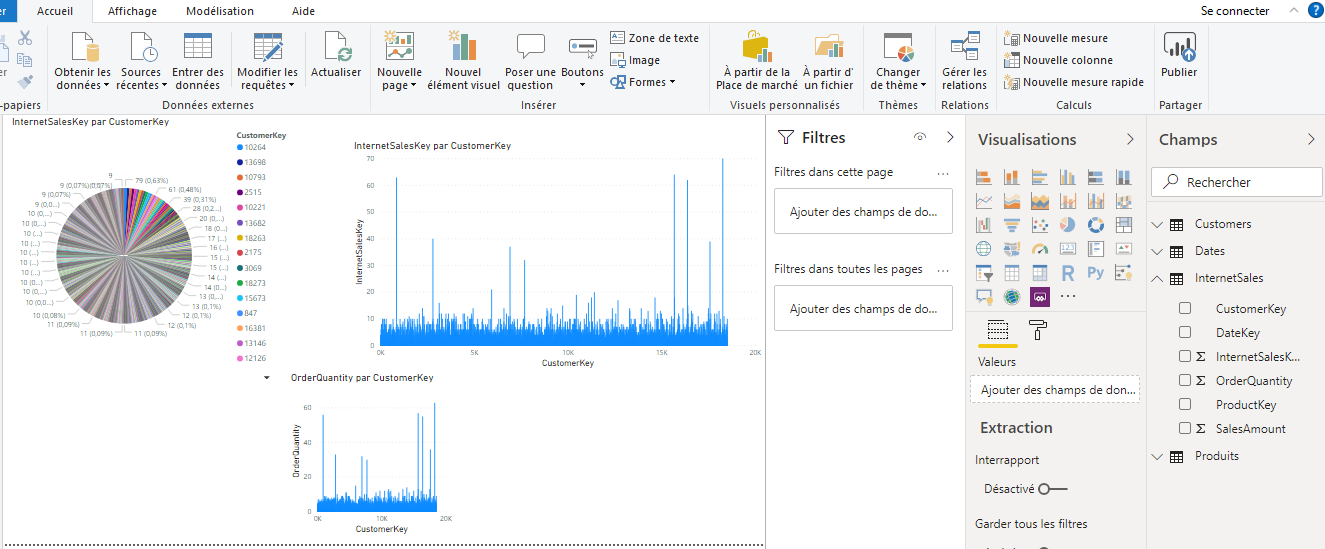 er
Accueil
Affichage
Modélisation
Aide
Se connecter
?
er
-papiers
Obtenir les
données
Sources
récentes
Entrer des
données
Données externes
Modifier les
requêtes
Actualiser
Nouvelle
page
Nouvel
élément visuel
Poser une
question
Boutons
Zone de texte
Image
Formes
Insérer
À partir de la
Place de marché
À partir d'
un fichier
Visuels personnalisés
Changer
de thème
Thèmes
Gérer les
relations
Relations
Nouvelle mesure
Nouvelle colonne
Nouvelle mesure rapide
Calculs
Publier
Partager
InternetSalesKey par CustomerKey
9
9 (0,07%)
9 (0,07%)
9 (0,0...)
10 (...)
10 (0,...)
10 (...)
10 (...)
10 (...)
10 (...)
10 (...)
10 (0,0...)
10 (0,08%)
11 (0,09%)
11 (0,09%)
79 (0,63%)
61 (0,48%)
39 (0,31%)
28 (0,2...)
20 (0,...)
18 (0...)
17 (...)
16 (...)
15 (...)
15 (...)
14 (...)
14 (...)
13 (0,...)
13 (0,1%)
12 (0,1%)
12 (0,1%)
11 (0,09%)
CustomerKey
10264
13698
10793
2515
10221
13682
18263
2175
3069
18273
15673
847
16381
13146
12126
InternetSalesKey par CustomerKey
InternetSalesKey
70
60
50
40
30
20
10
0
0K
5K
10K
15K
20K
CustomerKey
OrderQuantity par CustomerKey
OrderQuantity
60
40
20
0
0K
10K
20K
CustomerKey
Filtres
Filtres dans cette page
...
Ajouter des champs de do...
Filtres dans toutes les pages
...
Ajouter des champs de do...
Visualisations
123
R
Py
...
Valeurs
Ajouter des champs de don...
Extraction
Interrapport
Désactivé
Garder tous les filtres
Champs
Rechercher
Customers
Dates
InternetSales
CustomerKey
DateKey
Σ InternetSalesK...
Σ OrderQuantity
ProductKey
Σ SalesAmount
Produits